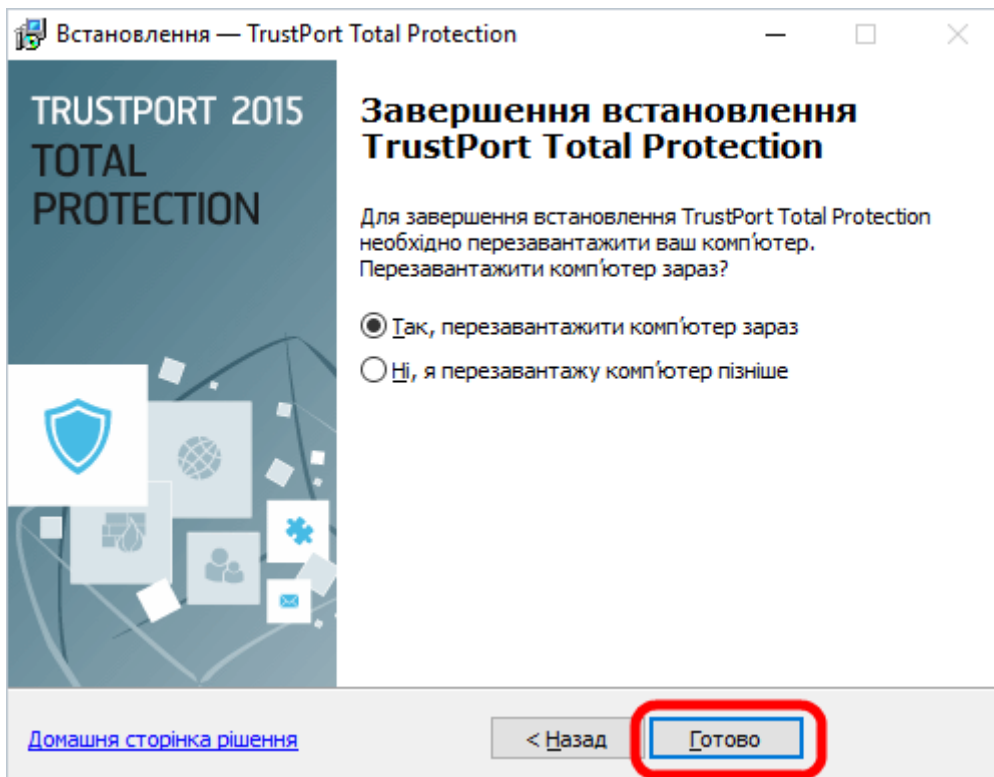 Встановлення — TrustPort Total Protection
TRUSTPORT 2015
TOTAL
PROTECTION
Завершення встановлення
TrustPort Total Protection
Для завершення встановлення TrustPort Total Protection
необхідно перезавантажити ваш комп'ютер.
Перезавантажити комп'ютер зараз?
Так, перезавантажити комп'ютер зараз
Ні, я перезавантажу комп'ютер пізніше
Домашня сторінка рішення
< Назад
Готово